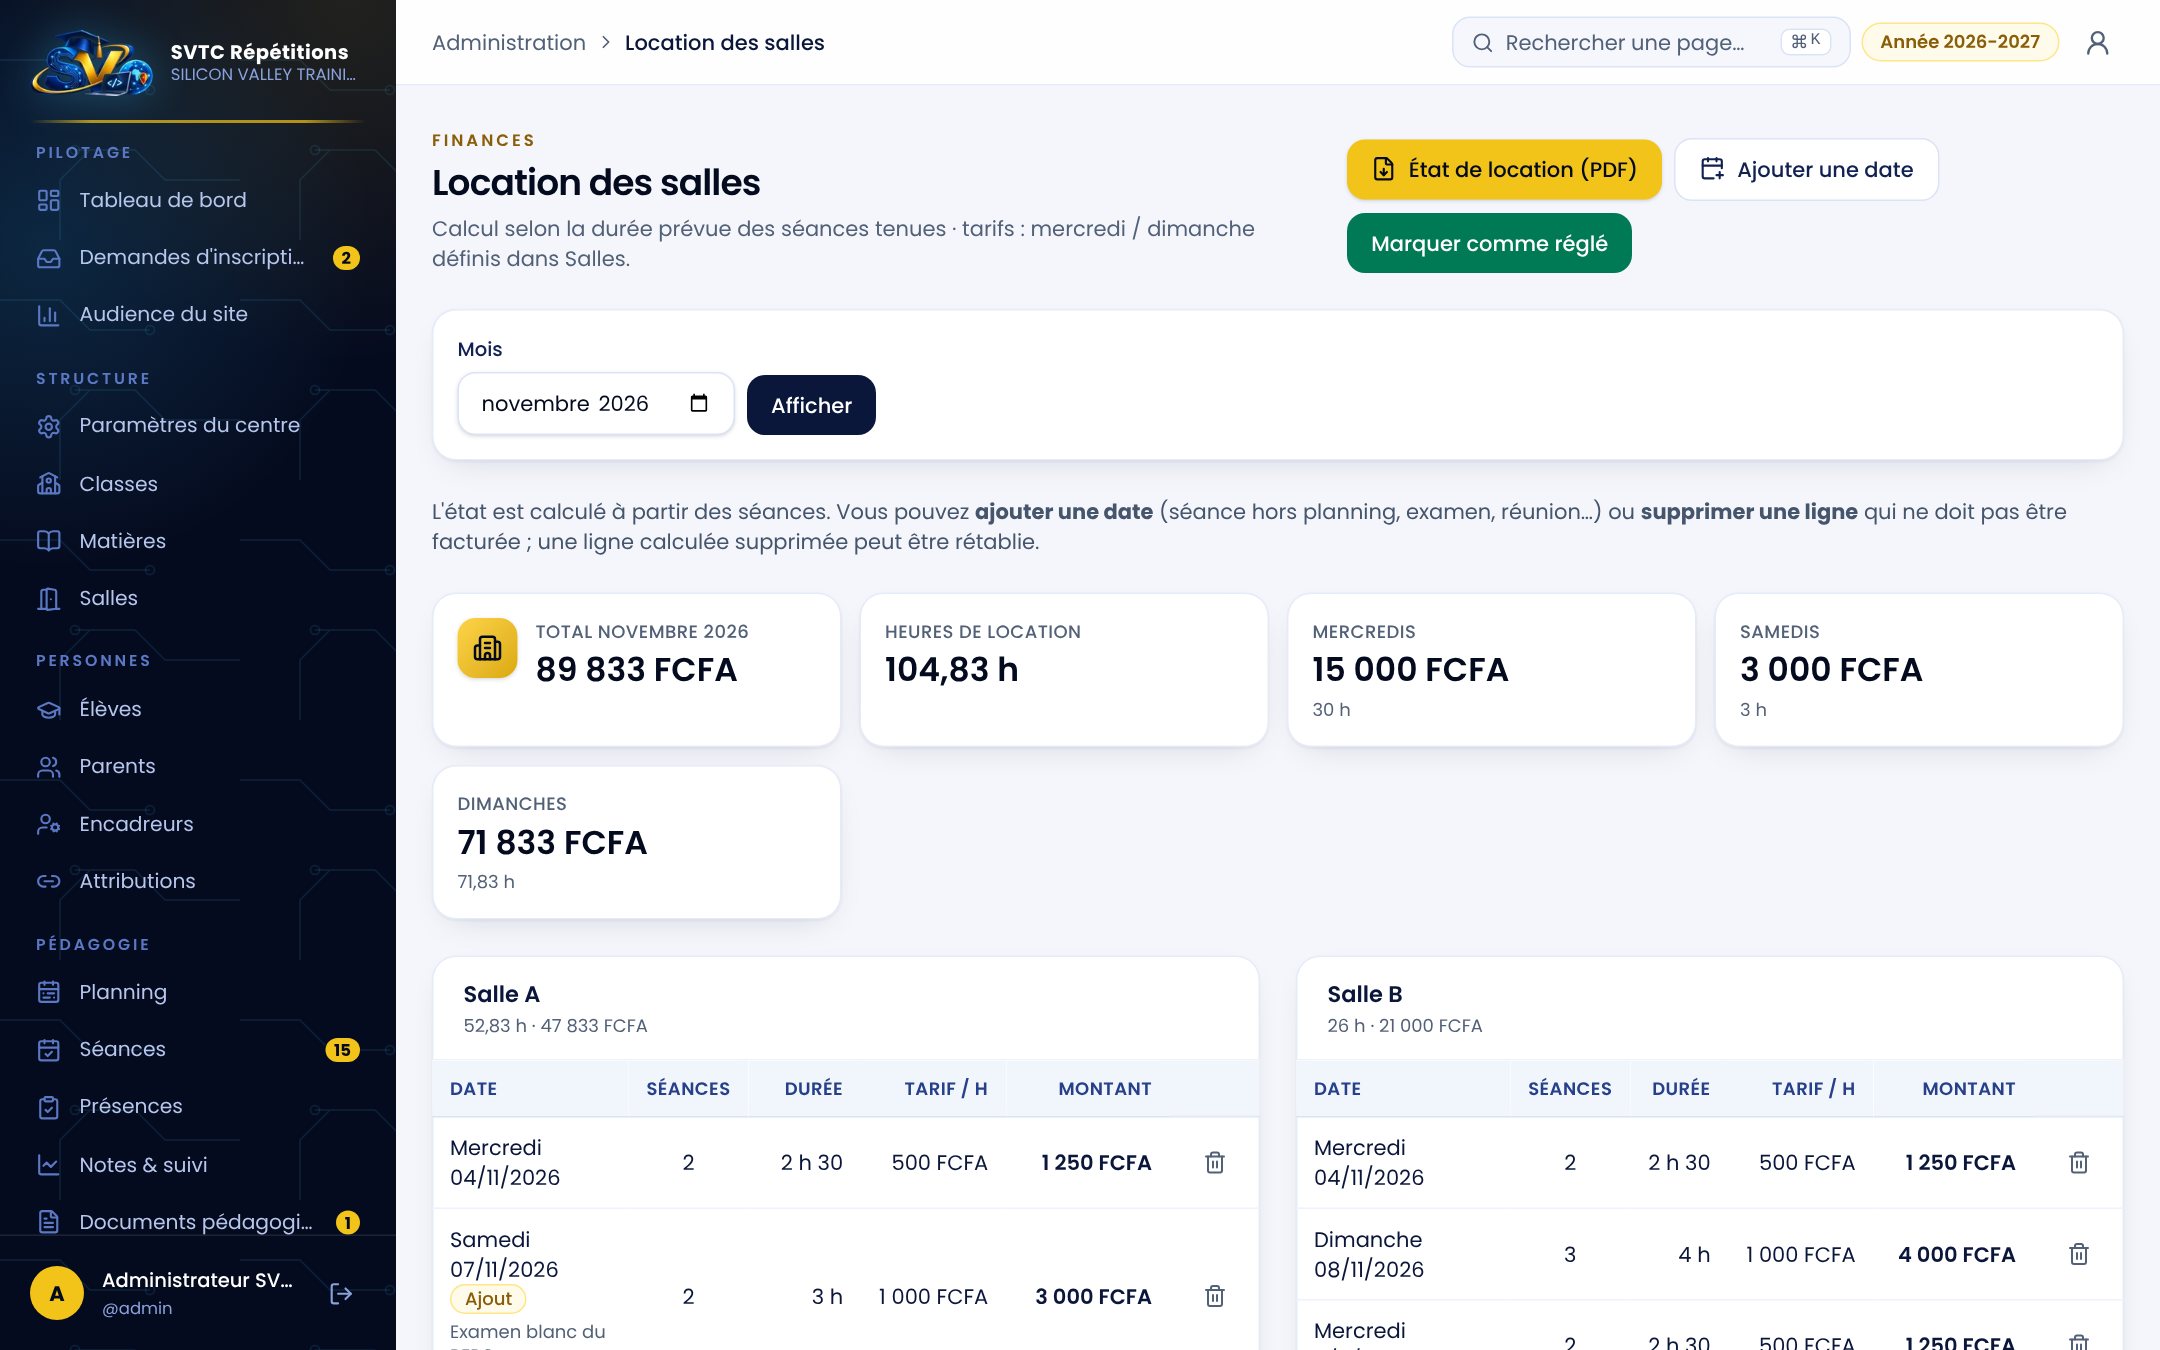 SVTC Répétitions
SILICON VALLEY TRAINI...
PILOTAGE
Tableau de bord
Demandes d'inscripti... 2
Audience du site
STRUCTURE
Paramètres du centre
Classes
Matières
Salles
PERSONNES
Élèves
Parents
Encadreurs
Attributions
PÉDAGOGIE
Planning
Séances 15
Présences
Notes & suivi
Documents pédagogi... 1
A
Administrateur SV...
@admin
Administration > Location des salles
Rechercher une page... ⌘ K
Année 2026-2027
FINANCES
Location des salles
Calcul selon la durée prévue des séances tenues · tarifs : mercredi / dimanche
définis dans Salles.
État de location (PDF)
Ajouter une date
Marquer comme réglé
Mois
novembre 2026
Afficher
L'état est calculé à partir des séances. Vous pouvez ajouter une date (séance hors planning, examen, réunion...) ou supprimer une ligne qui ne doit pas être
facturée ; une ligne calculée supprimée peut être rétablie.
TOTAL NOVEMBRE 2026
89 833 FCFA
HEURES DE LOCATION
104,83 h
MERCREDIS
15 000 FCFA
30 h
SAMEDIS
3 000 FCFA
3 h
DIMANCHES
71 833 FCFA
71,83 h
Salle A
52,83 h · 47 833 FCFA
DATE SÉANCES DURÉE TARIF / H MONTANT
Mercredi
04/11/2026 2 2 h 30 500 FCFA 1 250 FCFA
Samedi
07/11/2026
Ajout 2 3 h 1 000 FCFA 3 000 FCFA
Examen blanc du
Salle B
26 h · 21 000 FCFA
DATE SÉANCES DURÉE TARIF / H MONTANT
Mercredi
04/11/2026 2 2 h 30 500 FCFA 1 250 FCFA
Dimanche
08/11/2026 3 4 h 1 000 FCFA 4 000 FCFA
Mercredi
2 2 h 30 500 FCFA 1 250 FCFA